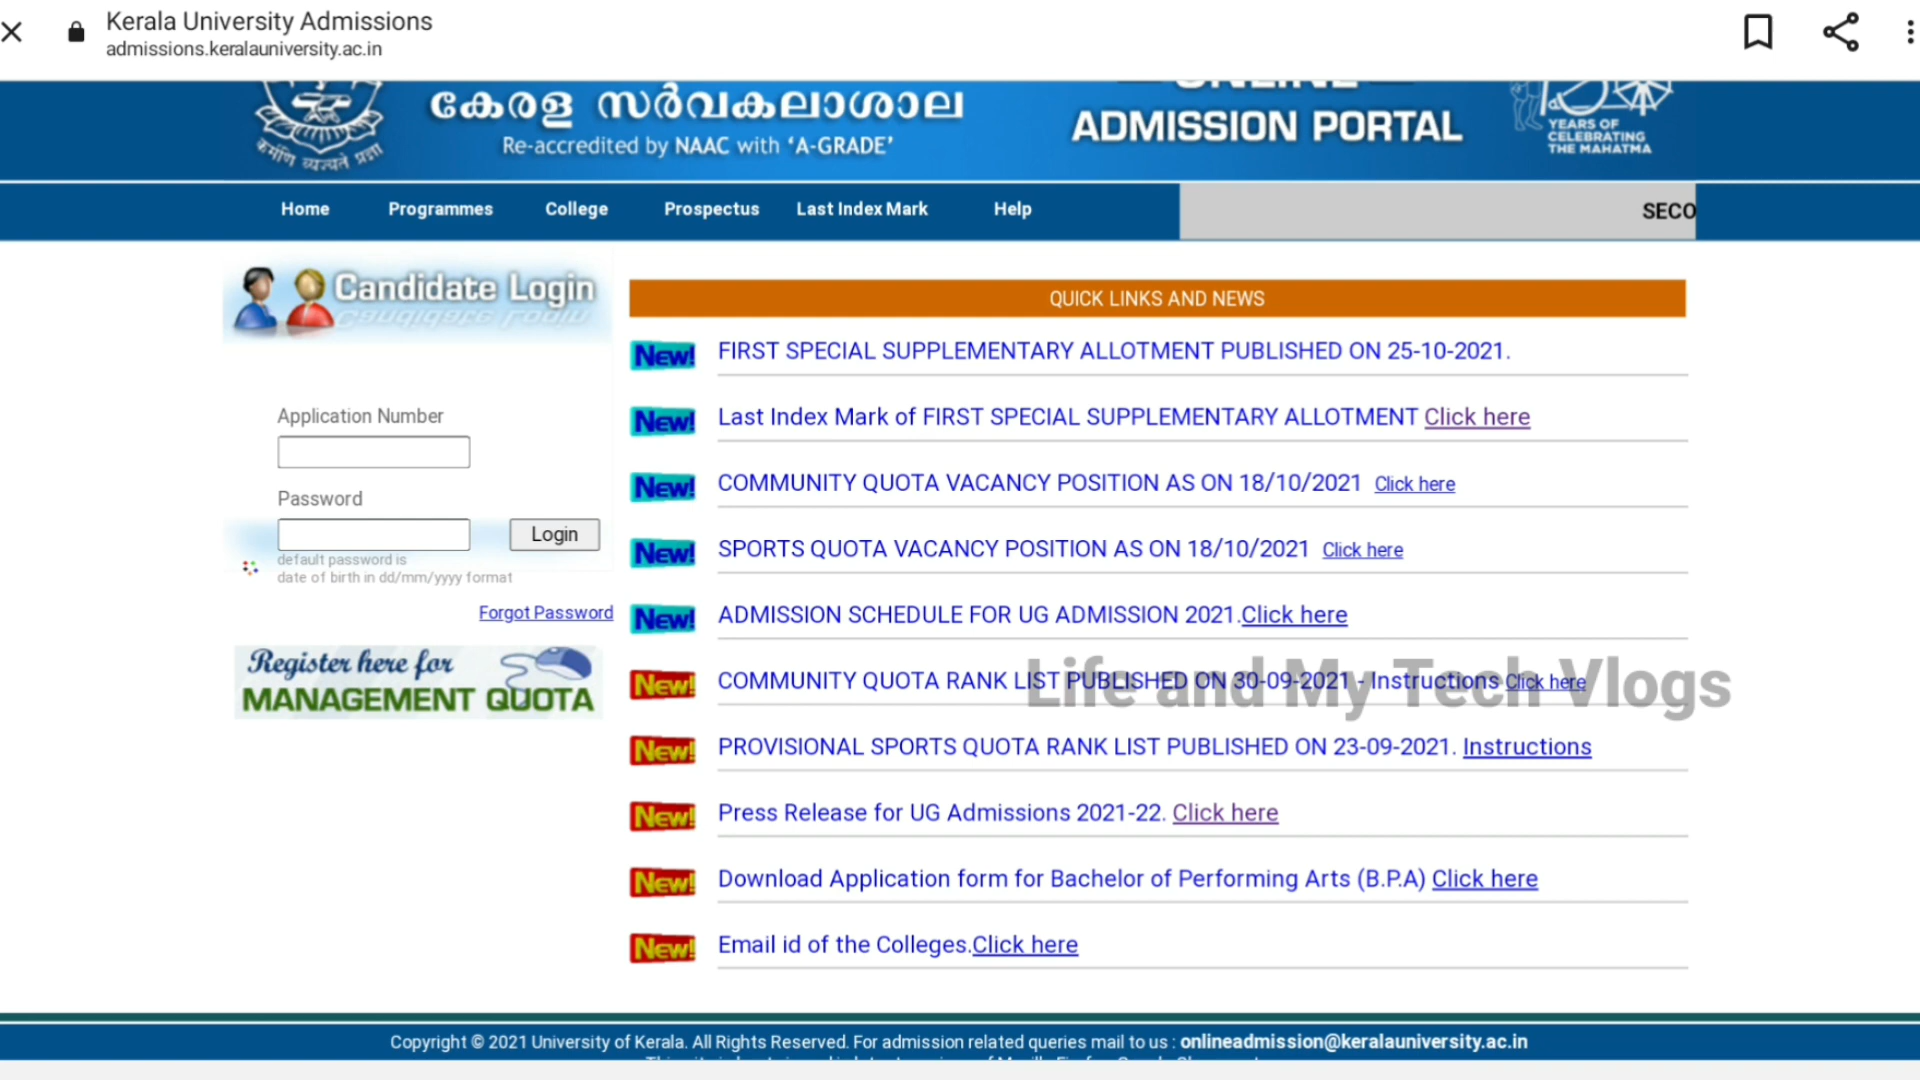 Kerala University Admissions
admissions.keralauniversity.ac.in
കേരള സർവകലാശാല
Re-accredited by NAAC with ‘A-GRADE’
कर्मणि व्यज्यते प्रज्ञा
ONLINE
ADMISSION PORTAL
YEARS OF
CELEBRATING
THE MAHATMA
Home Programmes College Prospectus Last Index Mark Help
SECO
Candidate Login
Application Number
Password
Login
default password is
date of birth in dd/mm/yyyy format
Forgot Password
Register here for
MANAGEMENT QUOTA
QUICK LINKS AND NEWS
New! FIRST SPECIAL SUPPLEMENTARY ALLOTMENT PUBLISHED ON 25-10-2021.
New! Last Index Mark of FIRST SPECIAL SUPPLEMENTARY ALLOTMENT Click here
New! COMMUNITY QUOTA VACANCY POSITION AS ON 18/10/2021 Click here
New! SPORTS QUOTA VACANCY POSITION AS ON 18/10/2021 Click here
New! ADMISSION SCHEDULE FOR UG ADMISSION 2021.Click here
New! COMMUNITY QUOTA RANK LIST PUBLISHED ON 30-09-2021 - Instructions Click here
Life and My Tech Vlogs
New! PROVISIONAL SPORTS QUOTA RANK LIST PUBLISHED ON 23-09-2021. Instructions
New! Press Release for UG Admissions 2021-22. Click here
New! Download Application form for Bachelor of Performing Arts (B.P.A) Click here
New! Email id of the Colleges.Click here
Copyright © 2021 University of Kerala. All Rights Reserved. For admission related queries mail to us : onlineadmission@keralauniversity.ac.in